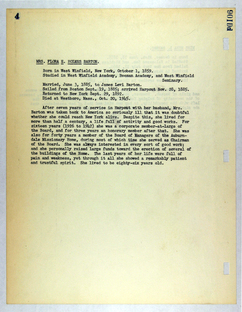 4
MRS. FLORA E. HOLMES BARTON.
Born in West Winfield, New York, October 1, 1859.
Studied in West Winfield Academy, Beaman Academy, and West Winfield
Seminary.
Married, June 3, 1885, to James Levi Barton.
Sailed from Boston Sept. 19, 1885; arrived Harpoot Nov. 28, 1885.
Returned to New York Sept. 29, 1892.
Died at Westboro, Mass., Oct. 20, 1945.
After seven years of service in Harpoot with her husband, Mrs.
Barton was taken back to America so seriously ill that it was doubtful
whether she could reach New York alive. Despite this, she lived for
more than half a century, a life full of activity and good works. For
sixteen years (1926 to 1942) she was a corporate member-at-large of
the Board, and for three years an honorary member after that. She was
also for forty years a member of the Board of Managers of the Auburn-
dale Missionary Home, during most of which time she served as Chairman
of the Board. She was always interested in every sort of good work;
and she personally raised large funds toward the erection of several of
the buildings of the Home. The last years of her life were full of
pain and weakness, yet through it all she showed a remarkably patient
and trustful spirit. She lived to be eighty-six years old.